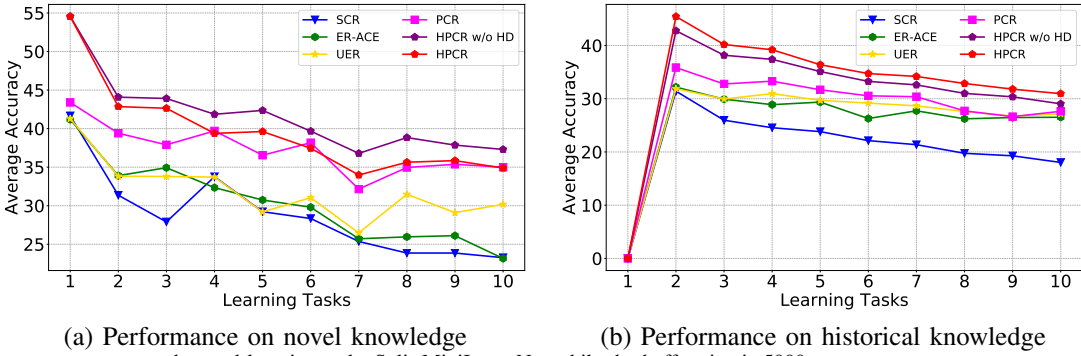 55
50
45
40
35
30
25
Average Accuracy
SCR
ER-ACE
UER
PCR
HPCR w/o HD
HPCR
1 2 3 4 5 6 7 8 9 10
Learning Tasks
(a) Performance on novel knowledge
40
30
20
10
0
Average Accuracy
SCR
ER-ACE
UER
PCR
HPCR w/o HD
HPCR
1 2 3 4 5 6 7 8 9 10
Learning Tasks
(b) Performance on historical knowledge